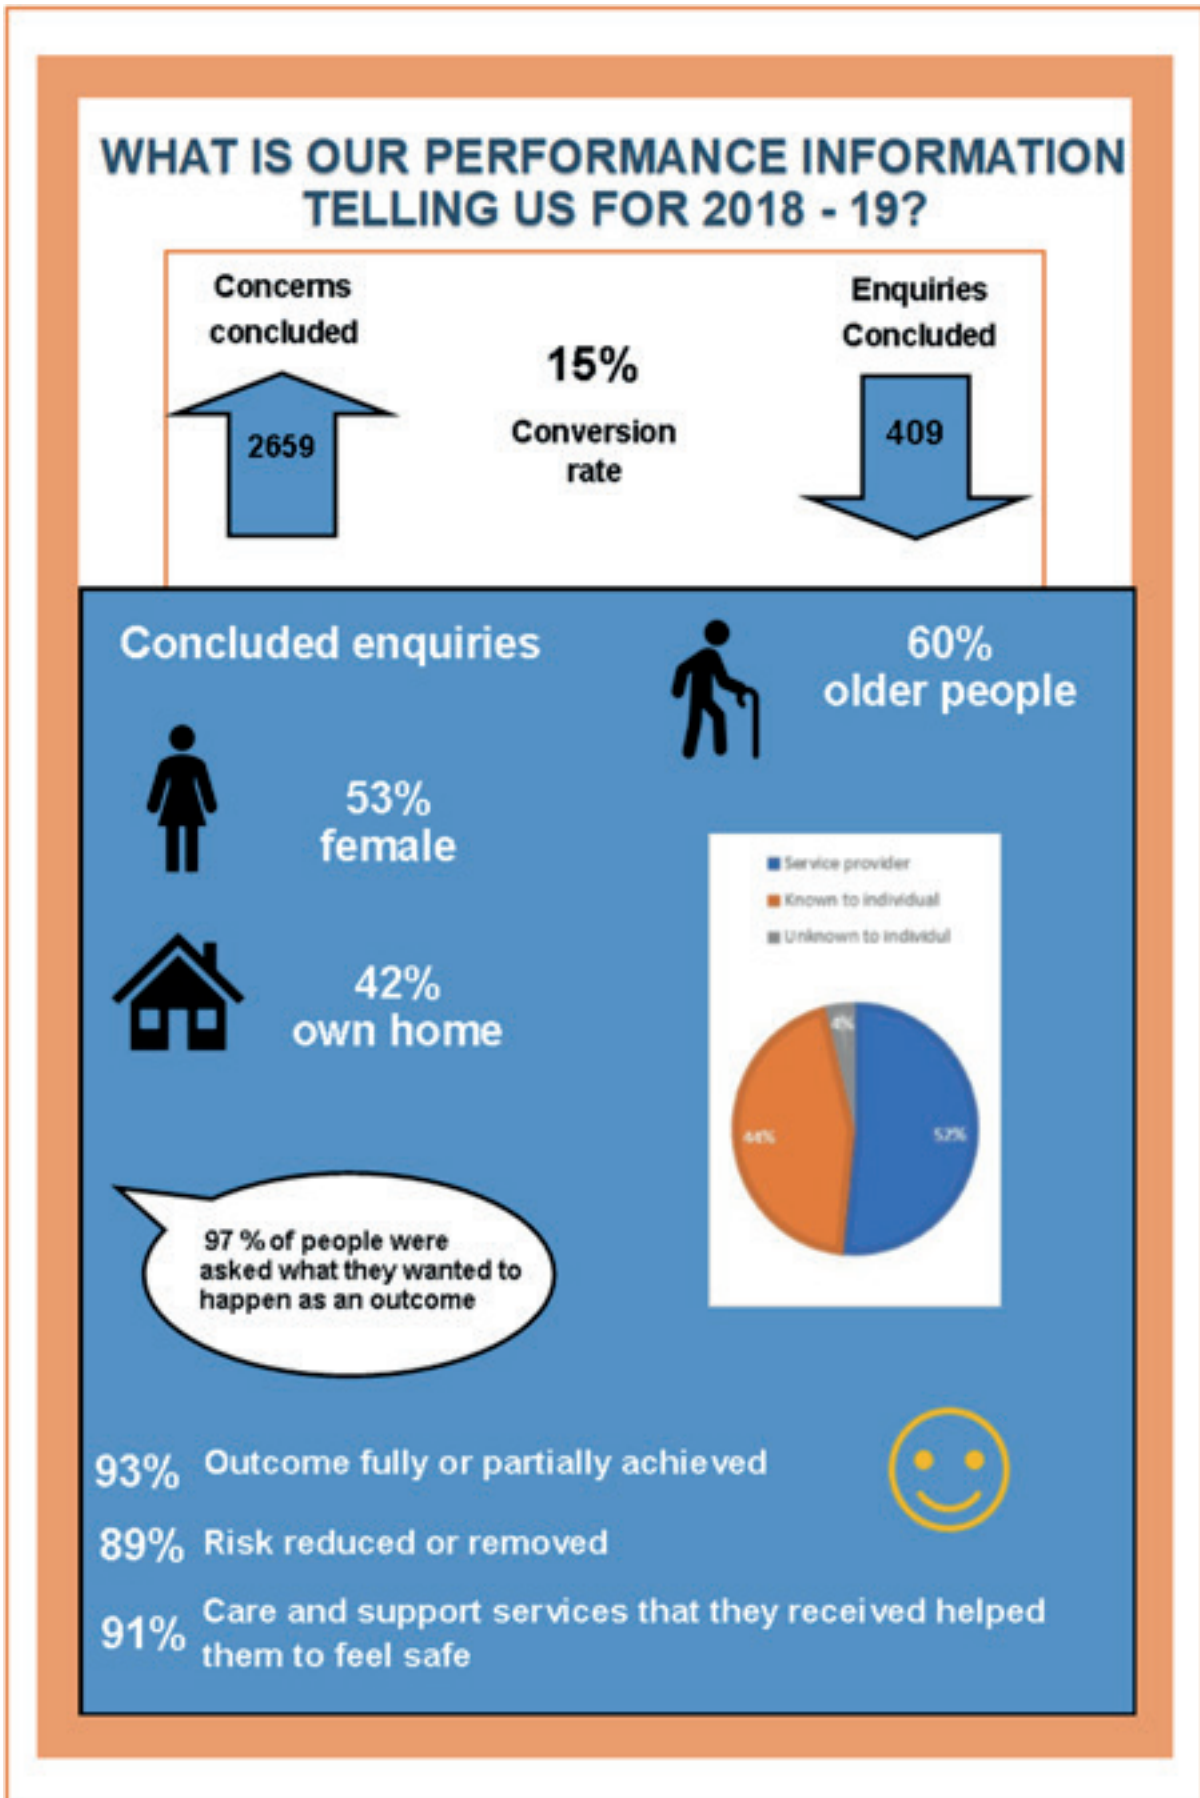 WHAT IS OUR PERFORMANCE INFORMATION
TELLING US FOR 2018 - 19?
Concerns
concluded
2659
15%
Conversion
rate
Enquiries
Concluded
409
Concluded enquiries
60%
older people
53%
female
42%
own home
Service provider
Known to individual
Unknown to individul
4%
44%
52%
97 % of people were
asked what they wanted to
happen as an outcome
93% Outcome fully or partially achieved
89% Risk reduced or removed
91% Care and support services that they received helped
them to feel safe